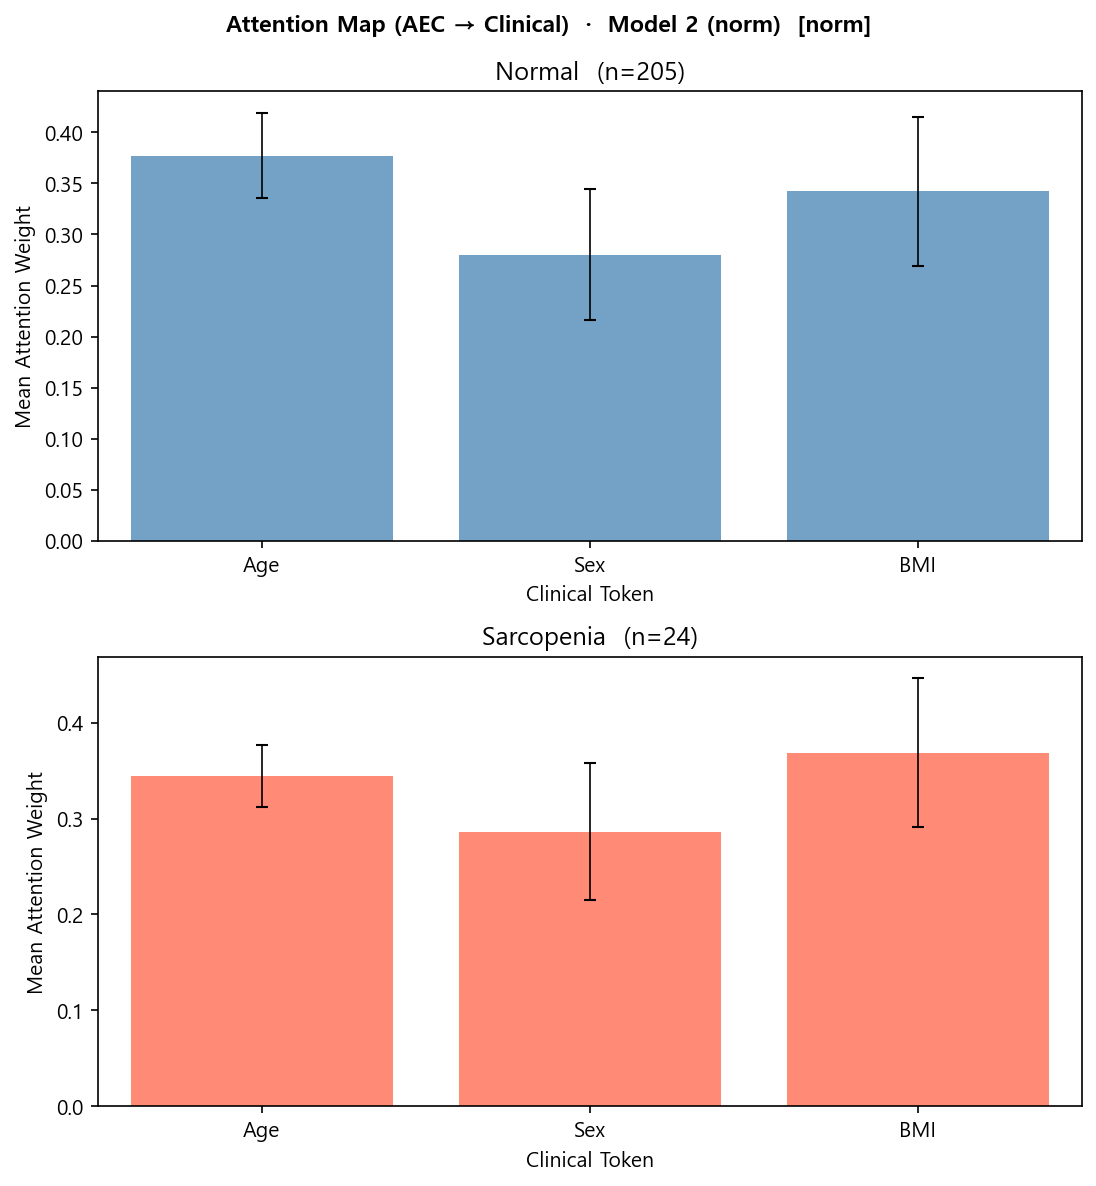 Attention Map (AEC → Clinical) · Model 2 (norm) [norm]
Normal (n=205)
Mean Attention Weight
0.40
0.35
0.30
0.25
0.20
0.15
0.10
0.05
0.00
Age Sex BMI
Clinical Token
Sarcopenia (n=24)
Mean Attention Weight
0.4
0.3
0.2
0.1
0.0
Age Sex BMI
Clinical Token